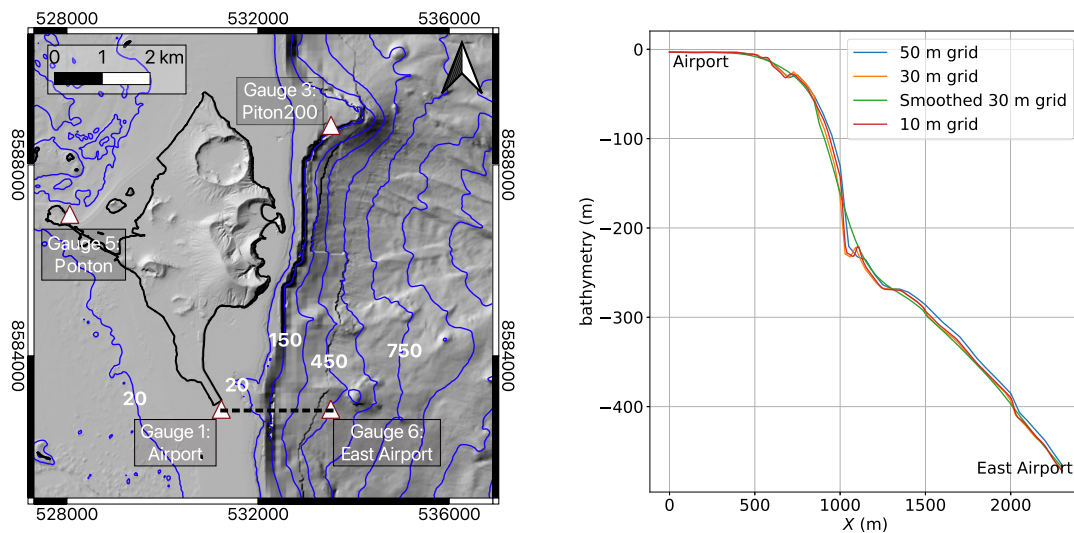 528000 532000 536000
0 1 2 km
Gauge 3:
Piton200
8588000 8588000
Gauge 5:
Ponton
150
450 750
8584000 8584000
20
20
Gauge 1:
Airport
Gauge 6:
East Airport
528000 532000 536000
0
−100
−200
−300
−400
bathymetry (m)
Airport
50 m grid
30 m grid
Smoothed 30 m grid
10 m grid
East Airport
0 500 1000 1500 2000
X (m)